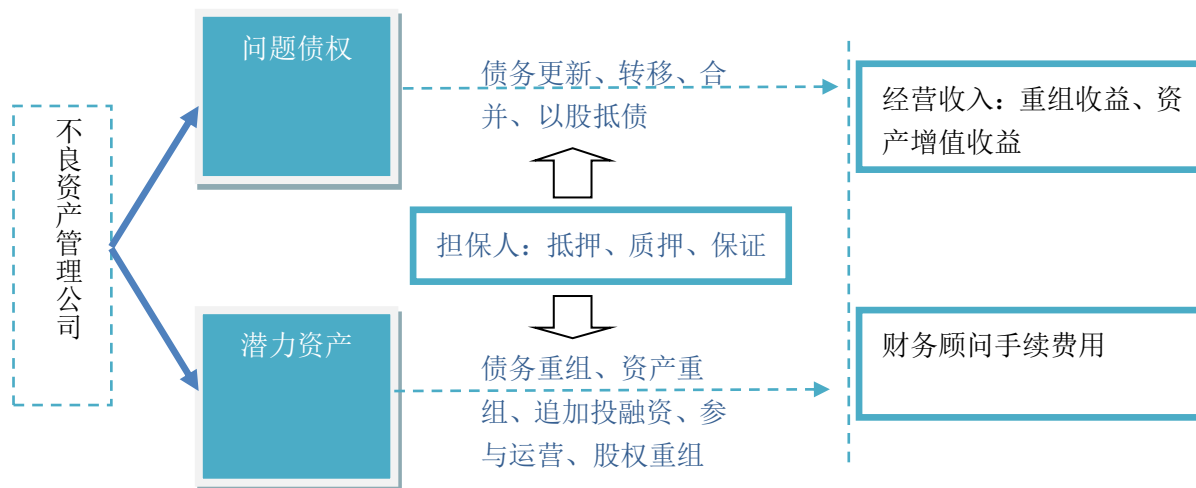 不良资产管理公司
问题债权
债务更新、转移、合
并、以股抵债
经营收入：重组收益、资
产增值收益
担保人：抵押、质押、保证
潜力资产
债务重组、资产重
组、追加投融资、参
与运营、股权重组
财务顾问手续费用